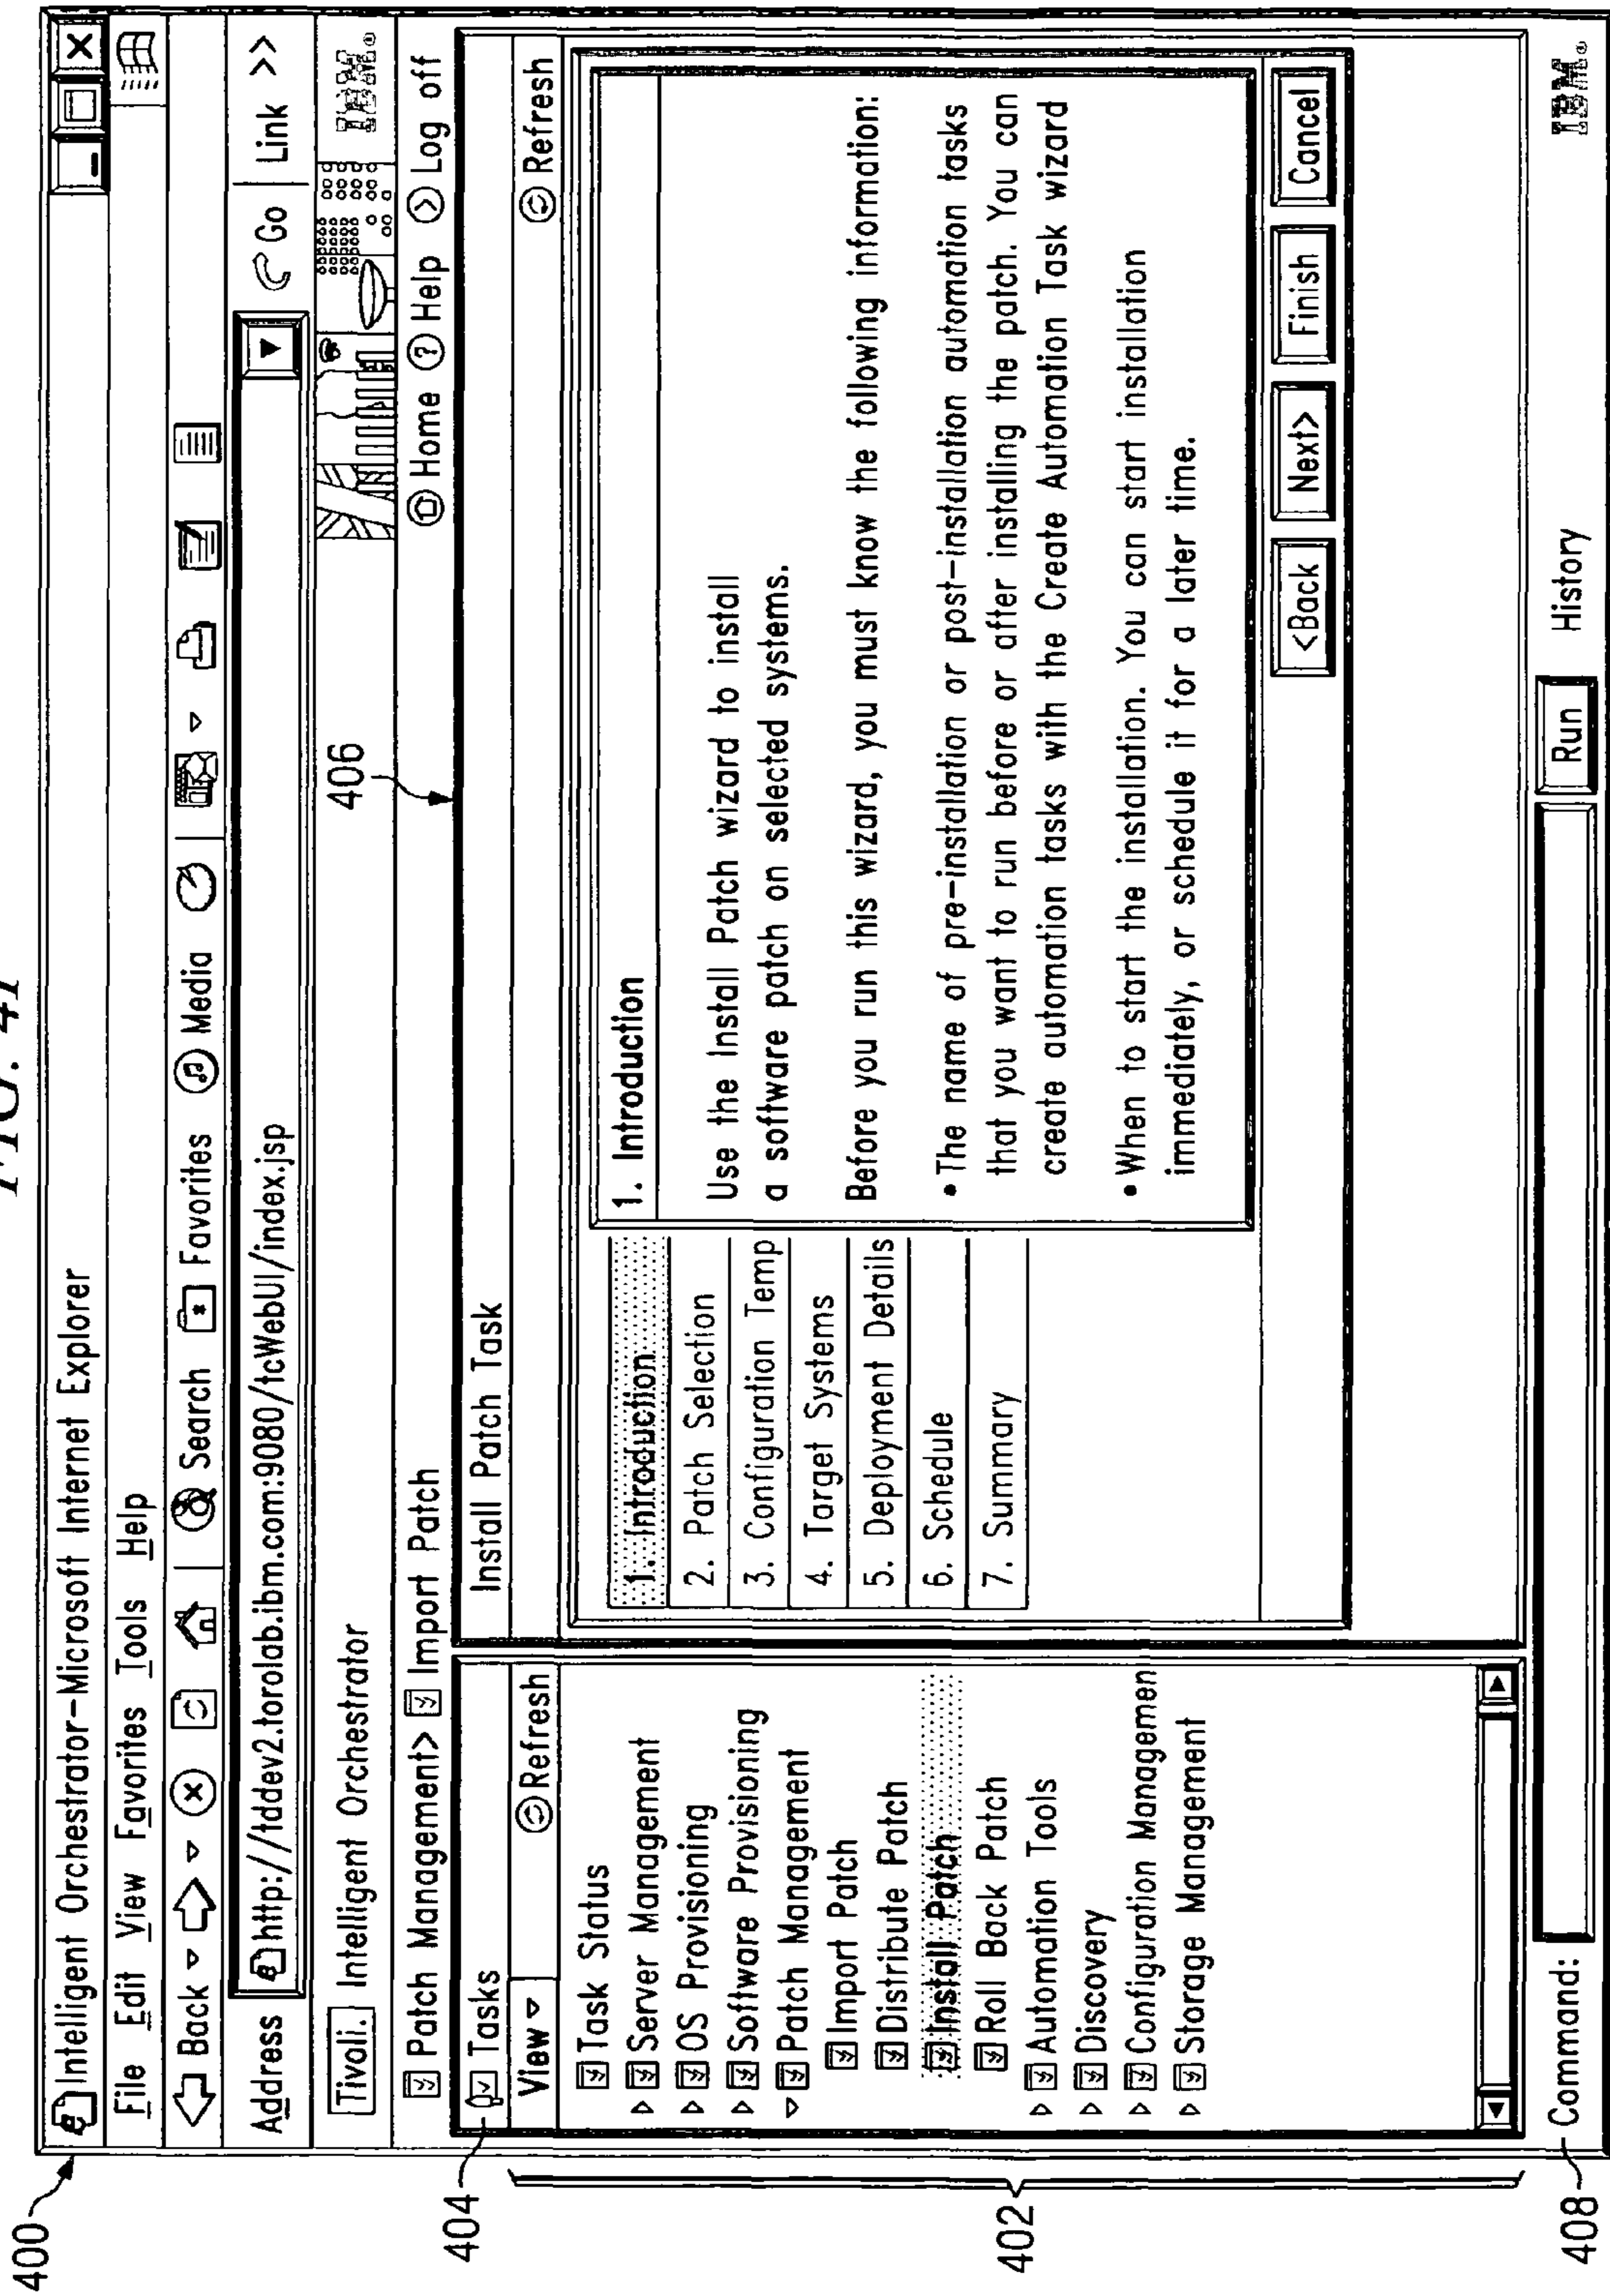 400
Intelligent Orchestrator-Microsoft Internet Explorer
File Edit View Favorites Tools Help
Back Search Favorites Media
Address http://tddev2.torolab.ibm.com:9080/tcWebUI/index.jsp Go Link >>
Tivoli. Intelligent Orchestrator IBM®
406
Patch Management> Import Patch Home ? Help Log off
404
Tasks
View Refresh
Task Status
Server Management
OS Provisioning
Software Provisioning
Patch Management
Import Patch
Distribute Patch
Install Patch
Roll Back Patch
Automation Tools
Discovery
Configuration Managemen
Storage Management
402
Install Patch Task
Refresh
1. Introduction
2. Patch Selection
3. Configuration Temp
4. Target Systems
5. Deployment Details
6. Schedule
7. Summary
1. Introduction
Use the Install Patch wizard to install
a software patch on selected systems.
Before you run this wizard, you must know the following information:
• The name of pre-installation or post-installation automation tasks
that you want to run before or after installing the patch. You can
create automation tasks with the Create Automation Task wizard
• When to start the installation. You can start installation
immediately, or schedule it for a later time.
<Back Next> Finish Cancel
408
Command: Run History
IBM®